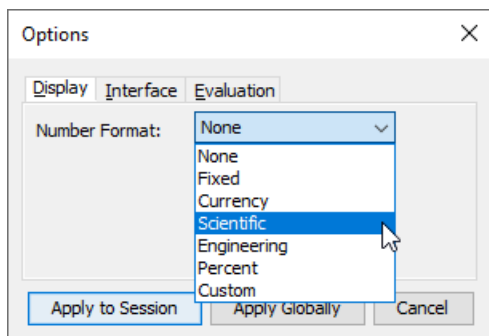 Options
Display Interface Evaluation
Number Format: None
None
Fixed
Currency
Scientific
Engineering
Percent
Custom
Apply to Session Apply Globally Cancel